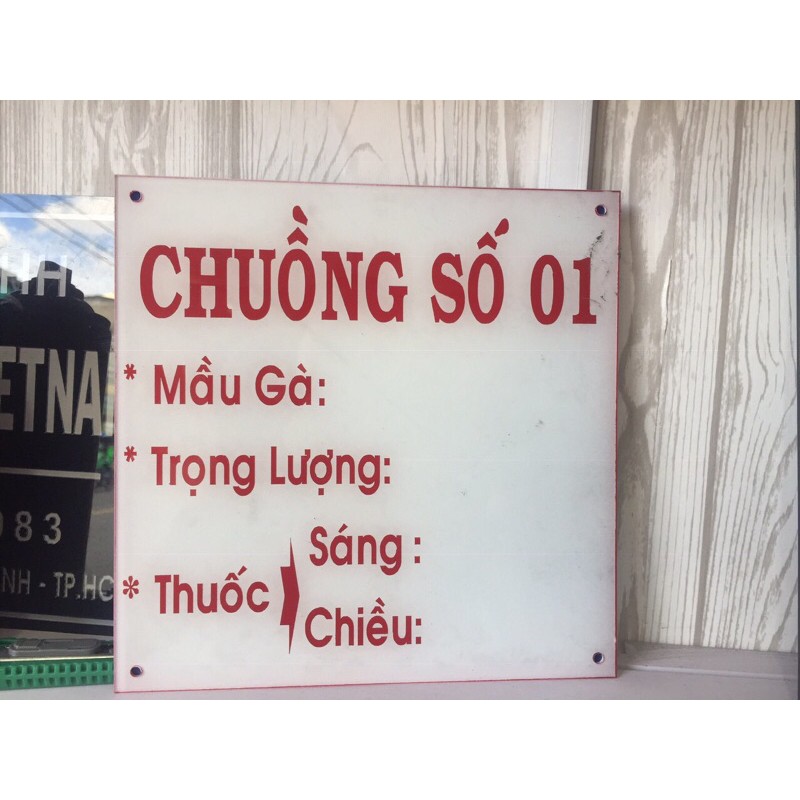 CHUỒNG SỐ 01
* Mầu Gà:
* Trọng Lượng:
* Thuốc
Sáng :
Chiều:
ETNA
983
NH - TP.HC